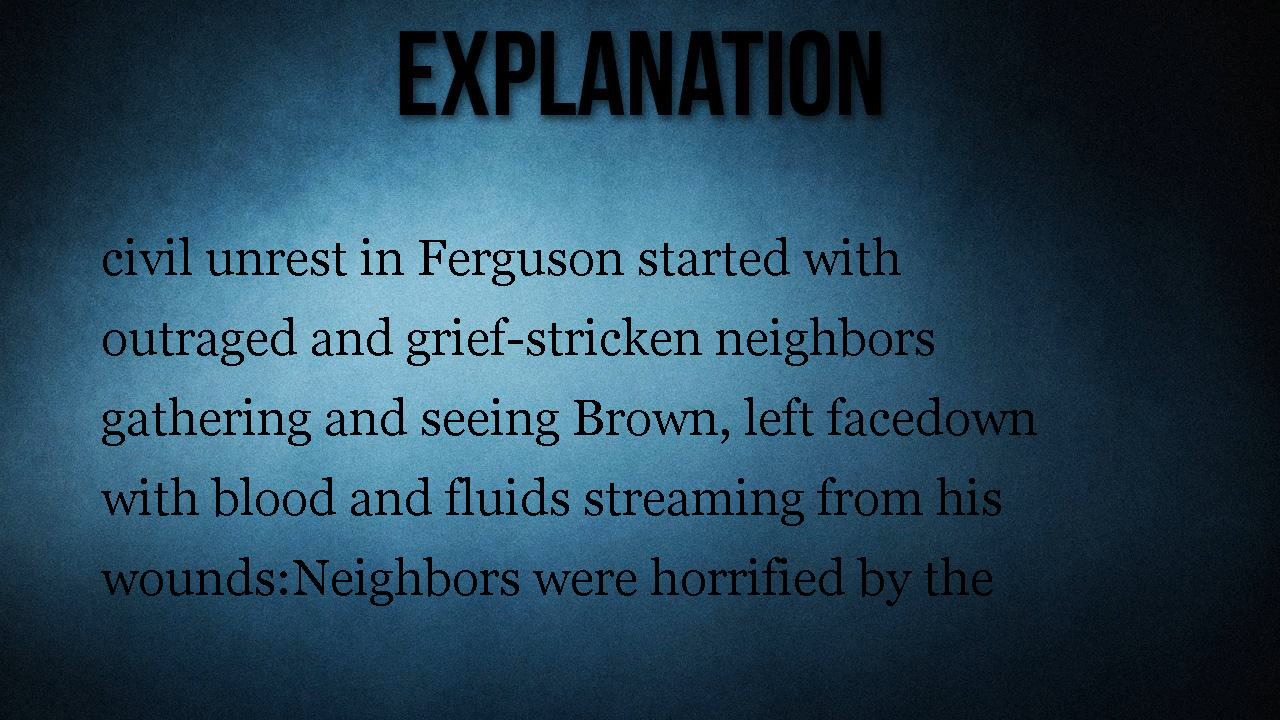 EXPLANATION
civil unrest in Ferguson started with
outraged and grief-stricken neighbors
gathering and seeing Brown, left facedown
with blood and fluids streaming from his
wounds:Neighbors were horrified by the